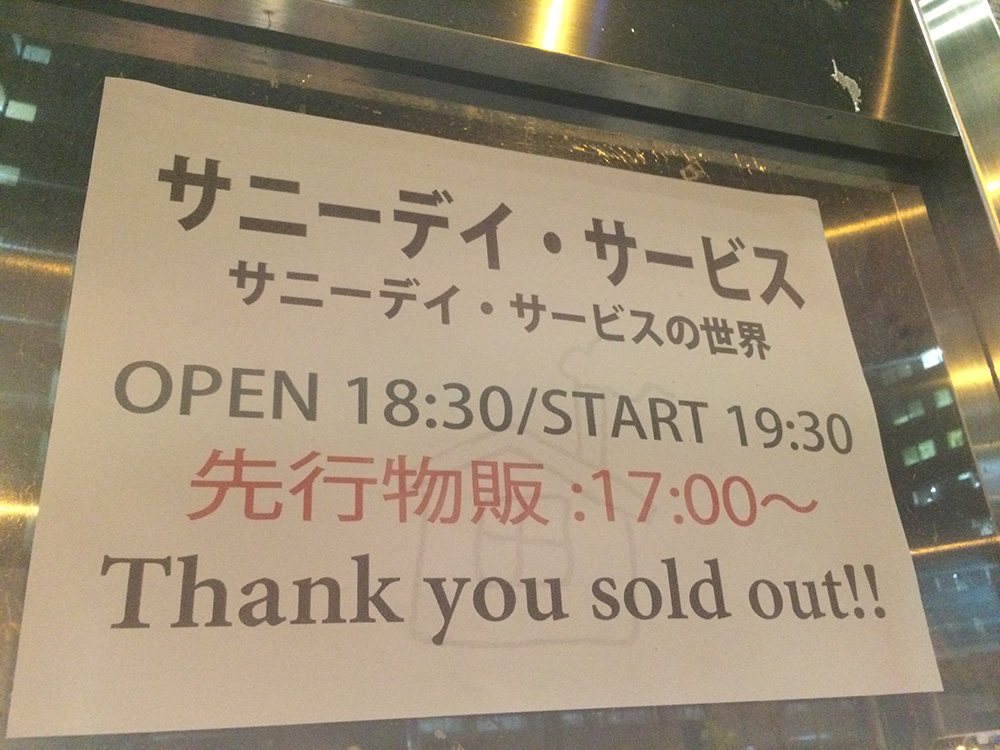 サニーデイ・サービス
サニーデイ・サービスの世界
OPEN 18:30/START 19:30
先行物販 :17:00～
Thank you sold out!!